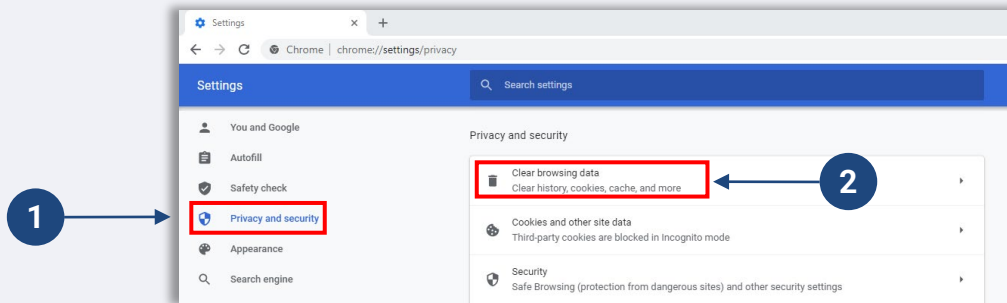 Settings
Chrome | chrome://settings/privacy
Settings
Search settings
You and Google
Autofill
Safety check
Privacy and security
Appearance
Search engine
Privacy and security
Clear browsing data
Clear history, cookies, cache, and more
Cookies and other site data
Third-party cookies are blocked in Incognito mode
Security
Safe Browsing (protection from dangerous sites) and other security settings
1
2